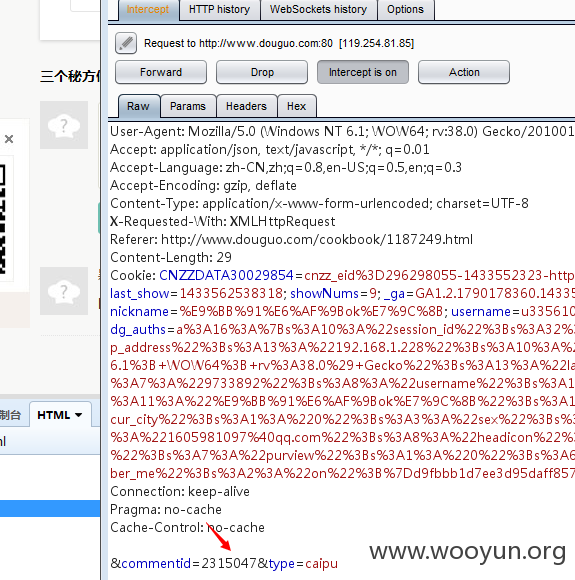 Intercept
HTTP history
WebSockets history
Options
Request to http://www.douguo.com:80 [119.254.81.85]
Forward
Drop
Intercept is on
Action
Raw
Params
Headers
Hex
三个秘方
User-Agent: Mozilla/5.0 (Windows NT 6.1; WOW64; rv:38.0) Gecko/201001
Accept: application/json, text/javascript, */*; q=0.01
Accept-Language: zh-CN,zh;q=0.8,en-US;q=0.5,en;q=0.3
Accept-Encoding: gzip, deflate
Content-Type: application/x-www-form-urlencoded; charset=UTF-8
X-Requested-With: XMLHttpRequest
Referer: http://www.douguo.com/cookbook/1187249.html
Content-Length: 29
Cookie: CNZZDATA30029854=cnzz_eid%3D296298055-1433552323-http
last_show=1433562538318; showNums=9; _ga=GA1.2.1790178360.14335
nickname=%E9%BB%91%E6%AF%9Bok%E7%9C%8B; username=u335610
dg_auths=a%3A16%3A%7Bs%3A10%3A%22session_id%22%3Bs%3A32%3
p_address%22%3Bs%3A13%3A%22192.168.1.228%22%3Bs%3A10%3A%
6.1%3B+WOW64%3B+rv%3A38.0%29+Gecko%22%3Bs%3A13%3A%22la
%3A7%3A%229733892%22%3Bs%3A8%3A%22username%22%3Bs%3A1
%3A11%3A%22%E9%BB%91%E6%AF%9Bok%E7%9C%8B%22%3Bs%3A1
cur_city%22%3Bs%3A1%3A%220%22%3Bs%3A3%3A%22sex%22%3Bs%3
%3A%221605981097%40qq.com%22%3Bs%3A8%3A%22headicon%22%3
%22%3Bs%3A7%3A%22purview%22%3Bs%3A1%3A%220%22%3Bs%3A6
ber_me%22%3Bs%3A2%3A%22on%22%3B%7Dd9fbbb1d7ee3d95daff857
Connection: keep-alive
Pragma: no-cache
Cache-Control: no-cache
&commentid=2315047&type=caipu
制台
HTML
ml
www.wooyun.org